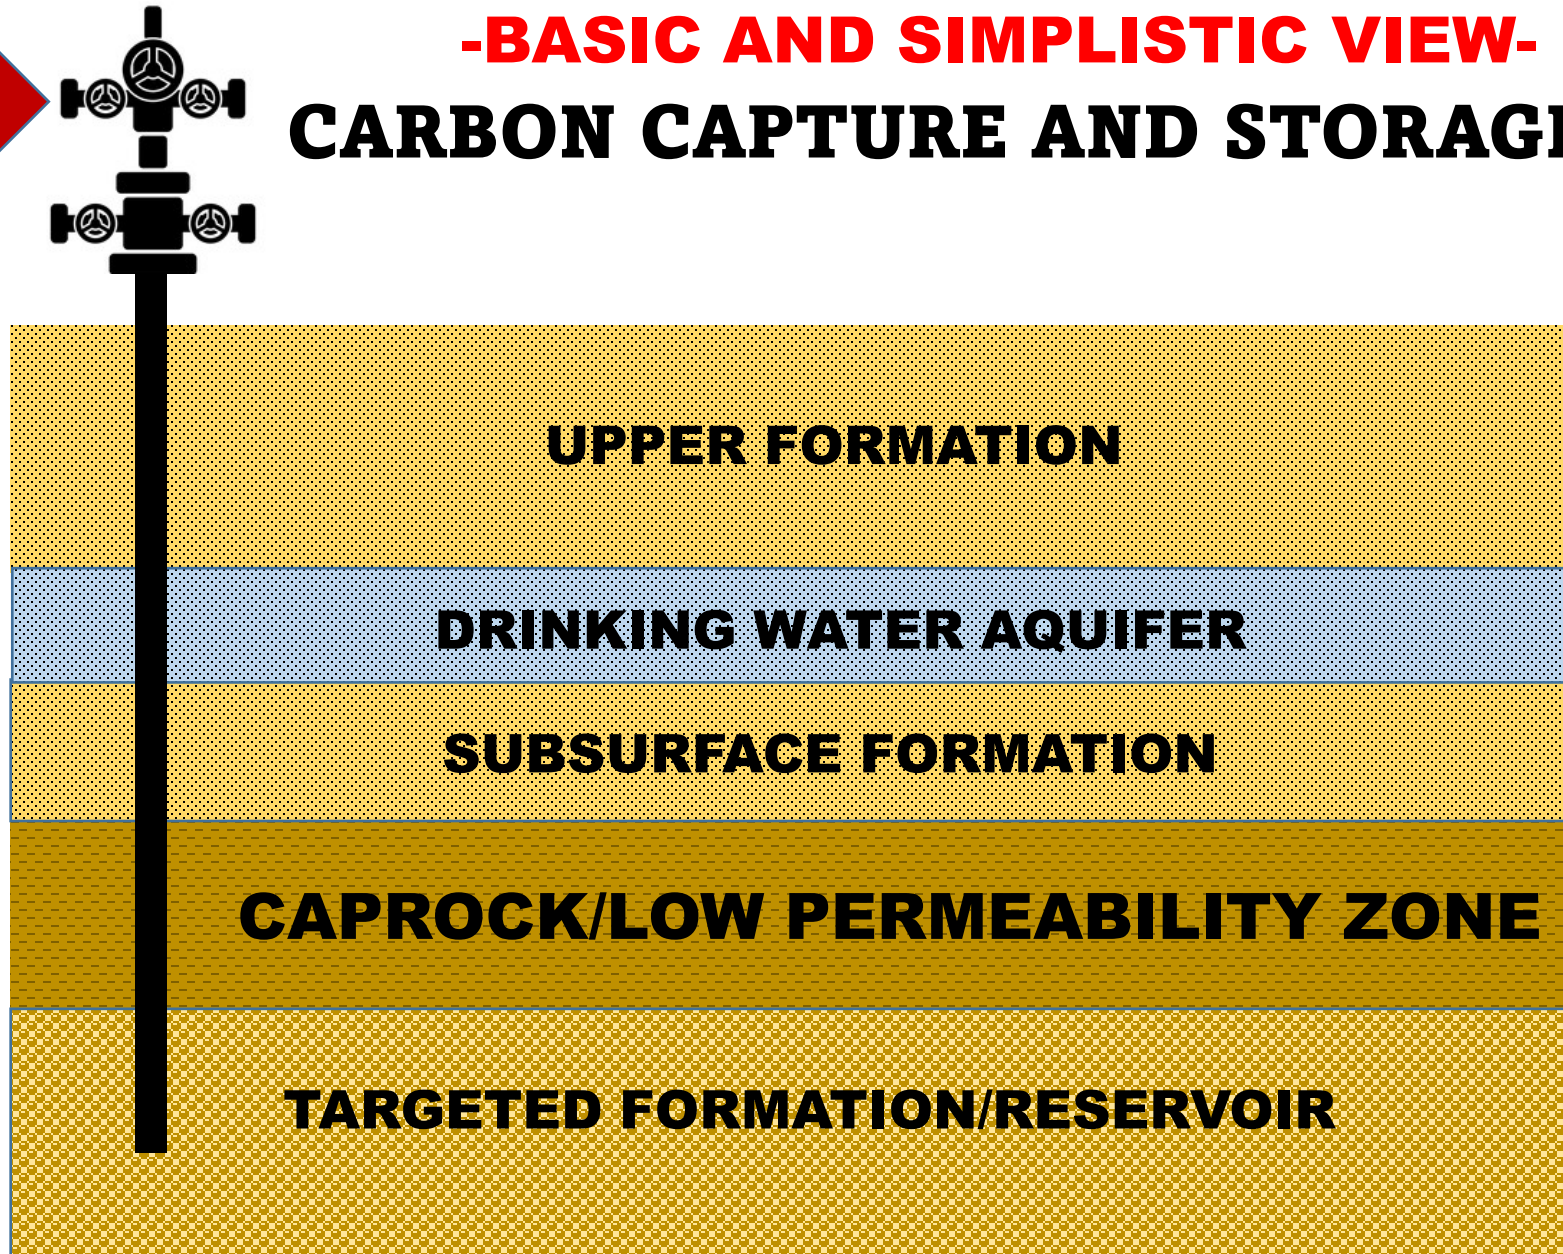 -BASIC AND SIMPLISTIC VIEW-
CARBON CAPTURE AND STORAGE
UPPER FORMATION
DRINKING WATER AQUIFER
SUBSURFACE FORMATION
CAPROCK/LOW PERMEABILITY ZONE
TARGETED FORMATION/RESERVOIR